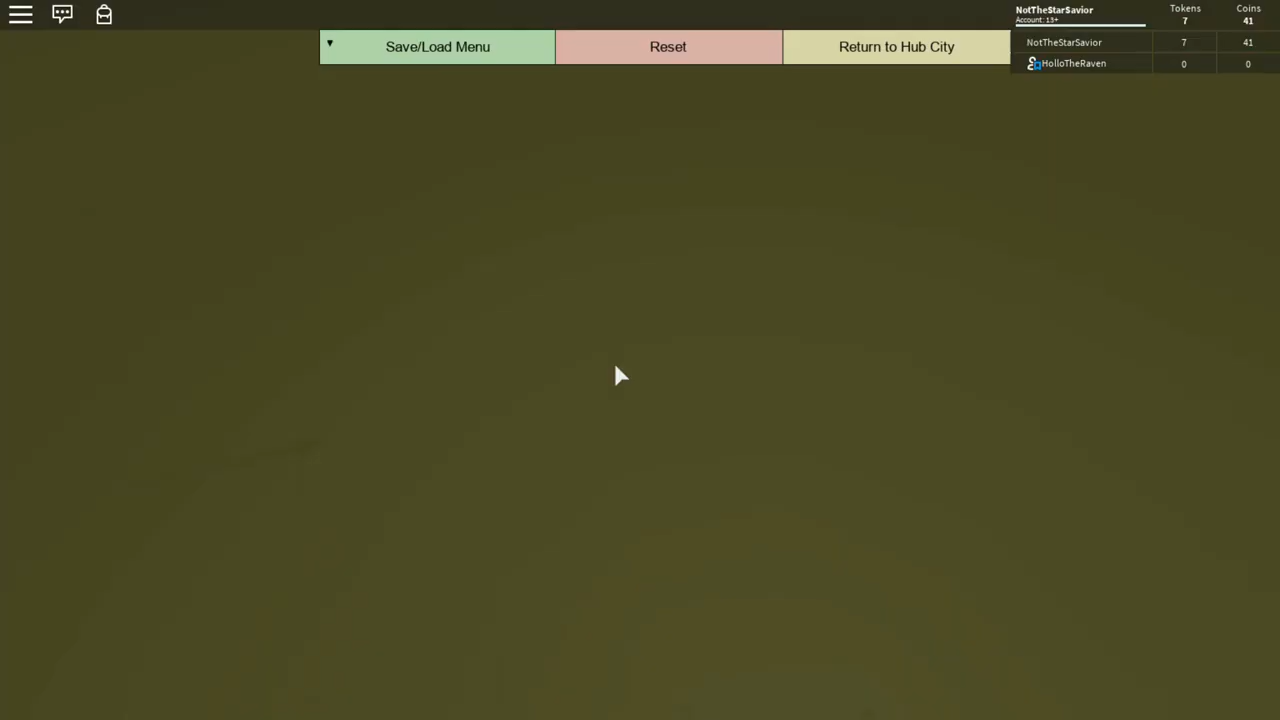 NotTheStarSavior Tokens Coins
Account: 13+ 7 41
Save/Load Menu Reset Return to Hub City
NotTheStarSavior 7 41
HolloTheRaven 0 0